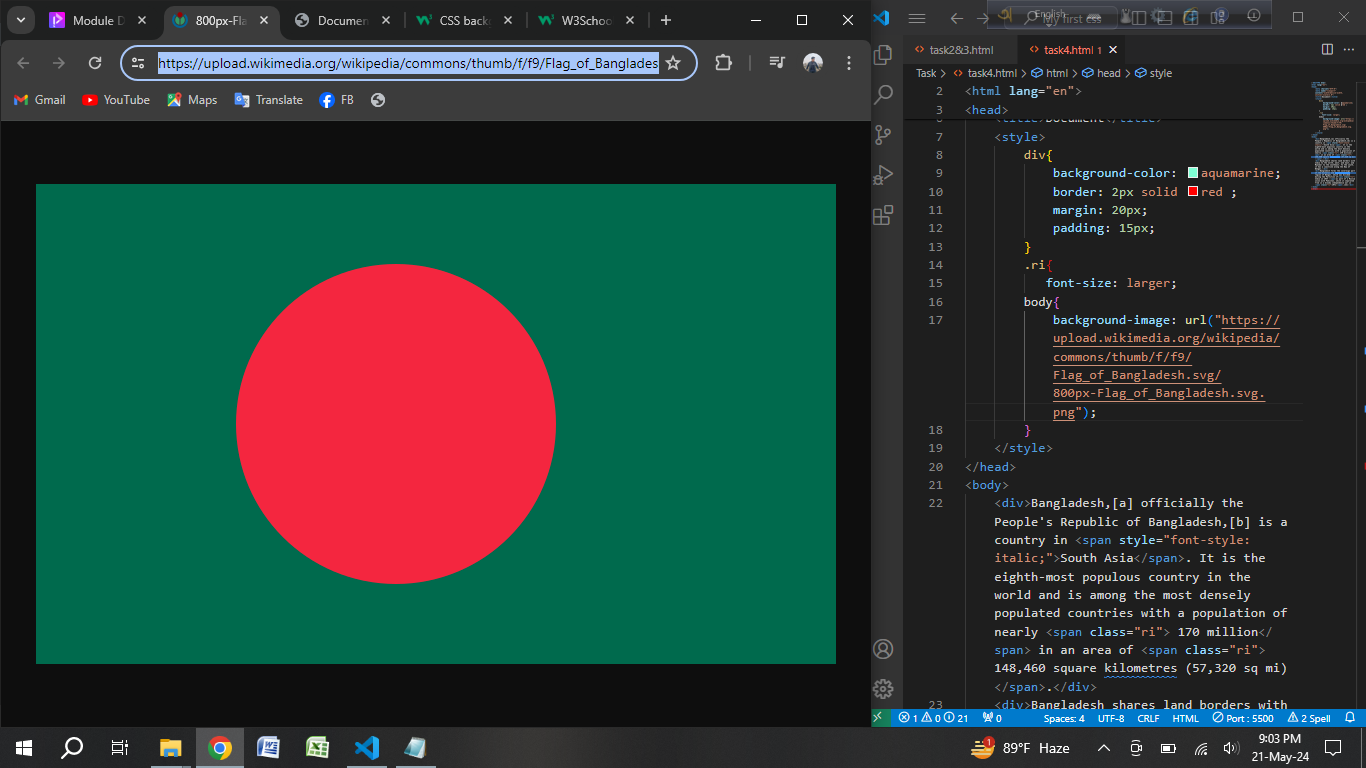 Module D
800px-Fla
Documen
CSS back
W3Schoo
https://upload.wikimedia.org/wikipedia/commons/thumb/f/f9/Flag_of_Banglades
Gmail
YouTube
Maps
Translate
FB
English
My first css
task2&3.html
task4.html 1
Task > task4.html > html > head > style
2 <html lang="en">
3 <head>
<title>Document</title>
7 <style>
8 div{
9 background-color: aquamarine;
10 border: 2px solid red ;
11 margin: 20px;
12 padding: 15px;
13 }
14 .ri{
15 font-size: larger;
16 body{
17 background-image: url("https://
upload.wikimedia.org/wikipedia/
commons/thumb/f/f9/
Flag_of_Bangladesh.svg/
800px-Flag_of_Bangladesh.svg.
png");
18 }
19 </style>
20 </head>
21 <body>
22 <div>Bangladesh,[a] officially the
People's Republic of Bangladesh,[b] is a
country in <span style="font-style:
italic;">South Asia</span>. It is the
eighth-most populous country in the
world and is among the most densely
populated countries with a population of
nearly <span class="ri"> 170 million</
span> in an area of <span class="ri">
148,460 square kilometres (57,320 sq mi)
</span>.</div>
23 <div>Bangladesh shares land borders with
1 0 21 0 Spaces: 4 UTF-8 CRLF HTML Port : 5500 2 Spell
1 89°F Haze
9:03 PM
21-May-24